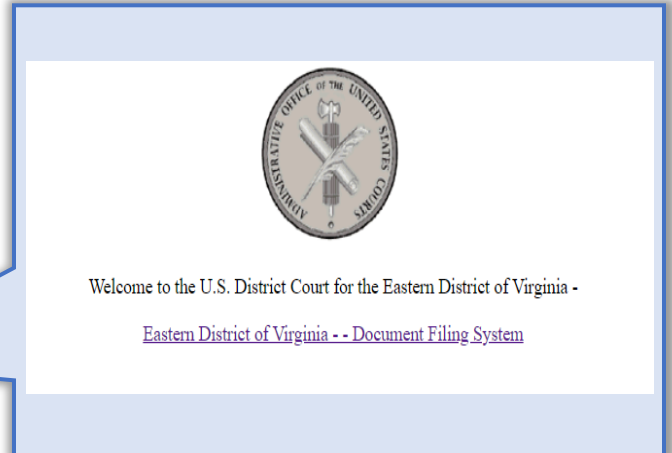 ADMINISTRATIVE OFFICE OF THE UNITED STATES COURTS
Welcome to the U.S. District Court for the Eastern District of Virginia -
Eastern District of Virginia - - Document Filing System